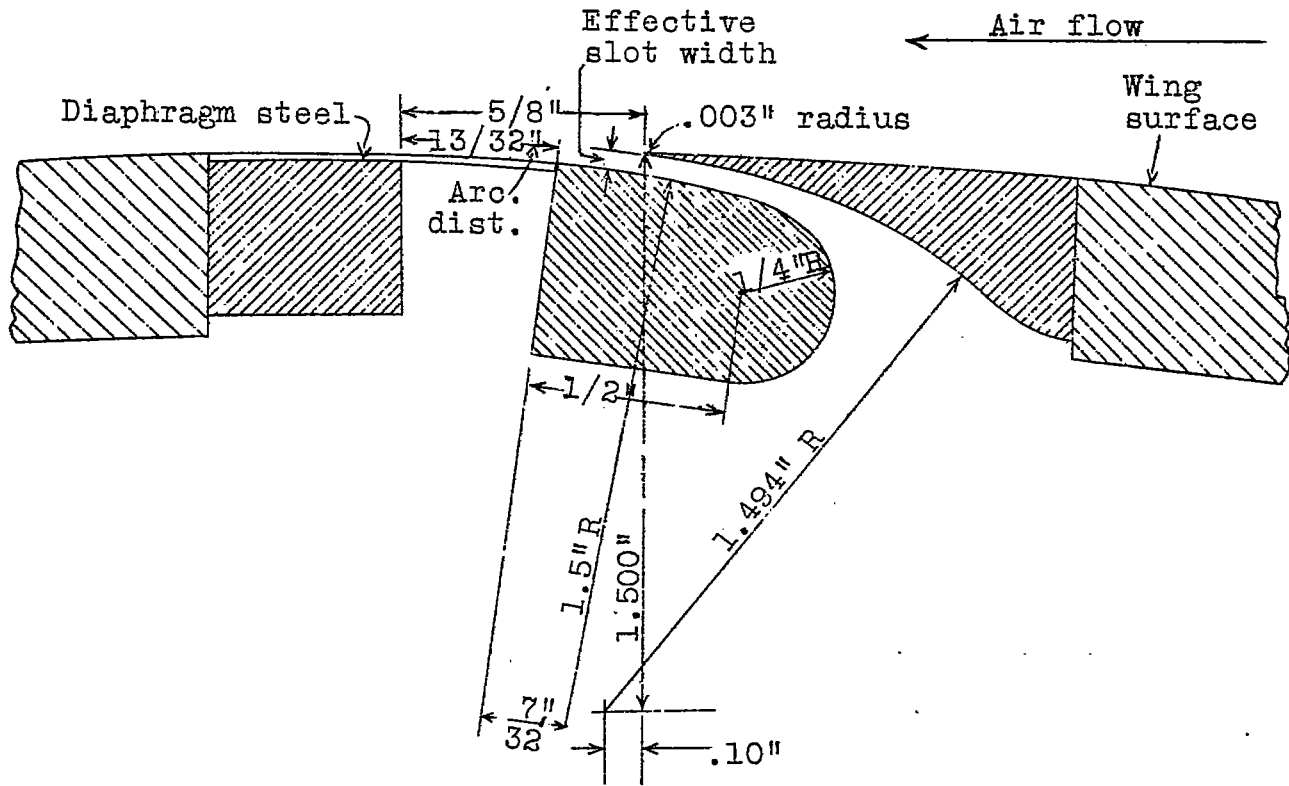 Effective
slot width
Air flow
Diaphragm steel
5/8"
.003" radius
Wing
surface
13/32"
Arc.
dist.
1/4"R
1/2"
1.5" R
1.500"
1.494" R
7"
32
.10"